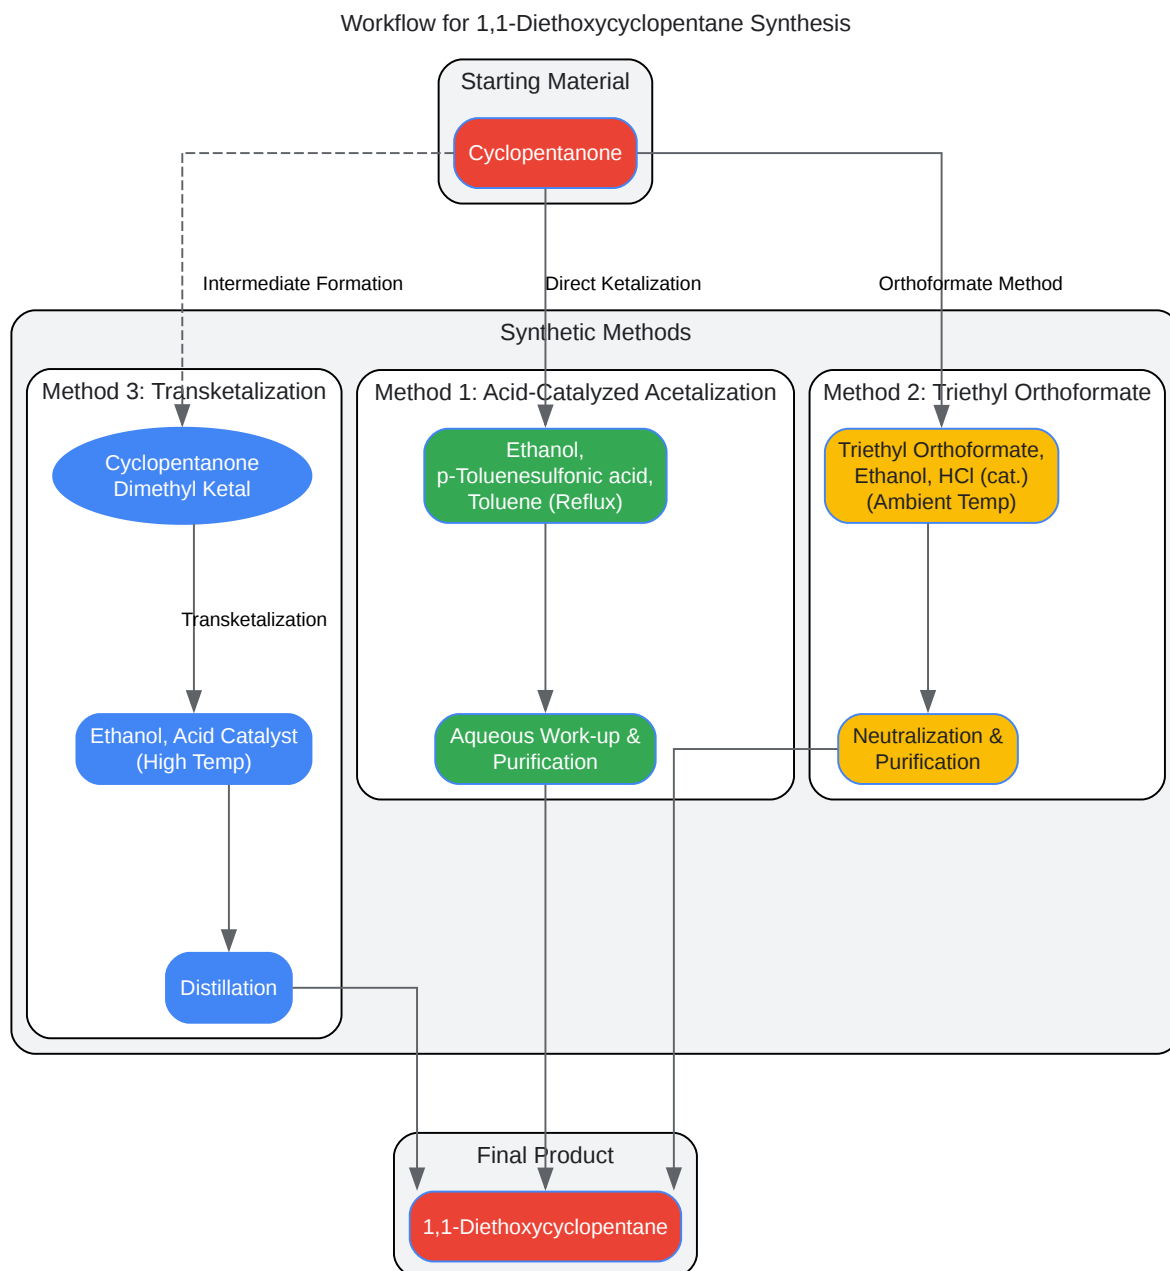 Workflow for 1,1-Diethoxycyclopentane Synthesis
Starting Material
Cyclopentanone
Intermediate Formation
Direct Ketalization
Orthoformate Method
Synthetic Methods
Method 3: Transketalization
Method 1: Acid-Catalyzed Acetalization
Method 2: Triethyl Orthoformate
Cyclopentanone
Dimethyl Ketal
Ethanol,
p-Toluenesulfonic acid,
Toluene (Reflux)
Triethyl Orthoformate,
Ethanol, HCl (cat.)
(Ambient Temp)
Transketalization
Ethanol, Acid Catalyst
(High Temp)
Aqueous Work-up &
Purification
Neutralization &
Purification
Distillation
Final Product
1,1-Diethoxycyclopentane